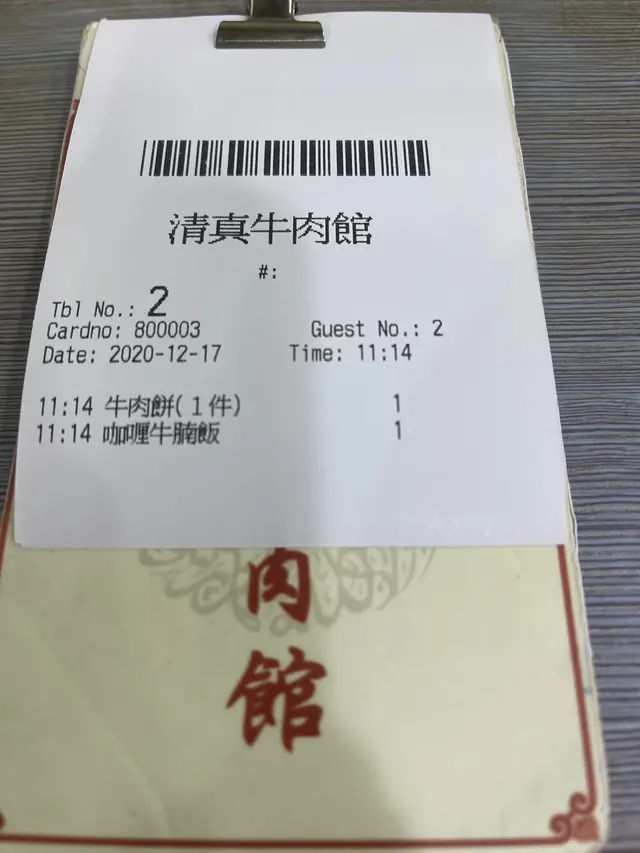 清真牛肉館
#:
Tbl No.: 2
Cardno: 800003 Guest No.: 2
Date: 2020-12-17 Time: 11:14
11:14 牛肉餅(1件) 1
11:14 咖喱牛腩飯 1
肉
館